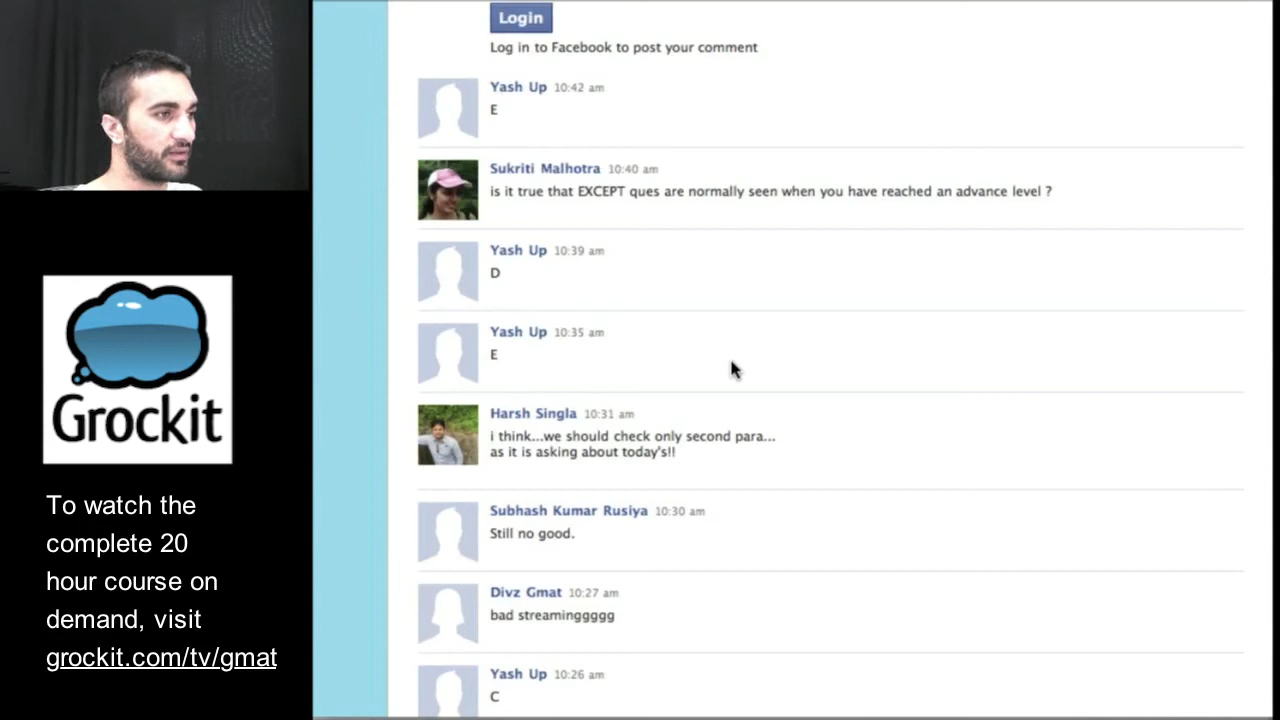 Login
Log in to Facebook to post your comment
Yash Up 10:42 am
E
Sukriti Malhotra 10:40 am
is it true that EXCEPT ques are normally seen when you have reached an advance level ?
Yash Up 10:39 am
D
Yash Up 10:35 am
E
Harsh Singla 10:31 am
i think...we should check only second para...
as it is asking about today's!!
Subhash Kumar Rusiya 10:30 am
Still no good.
Divz Gmat 10:27 am
bad streaminggggg
Yash Up 10:26 am
C
Grockit
To watch the
complete 20
hour course on
demand, visit
grockit.com/tv/gmat